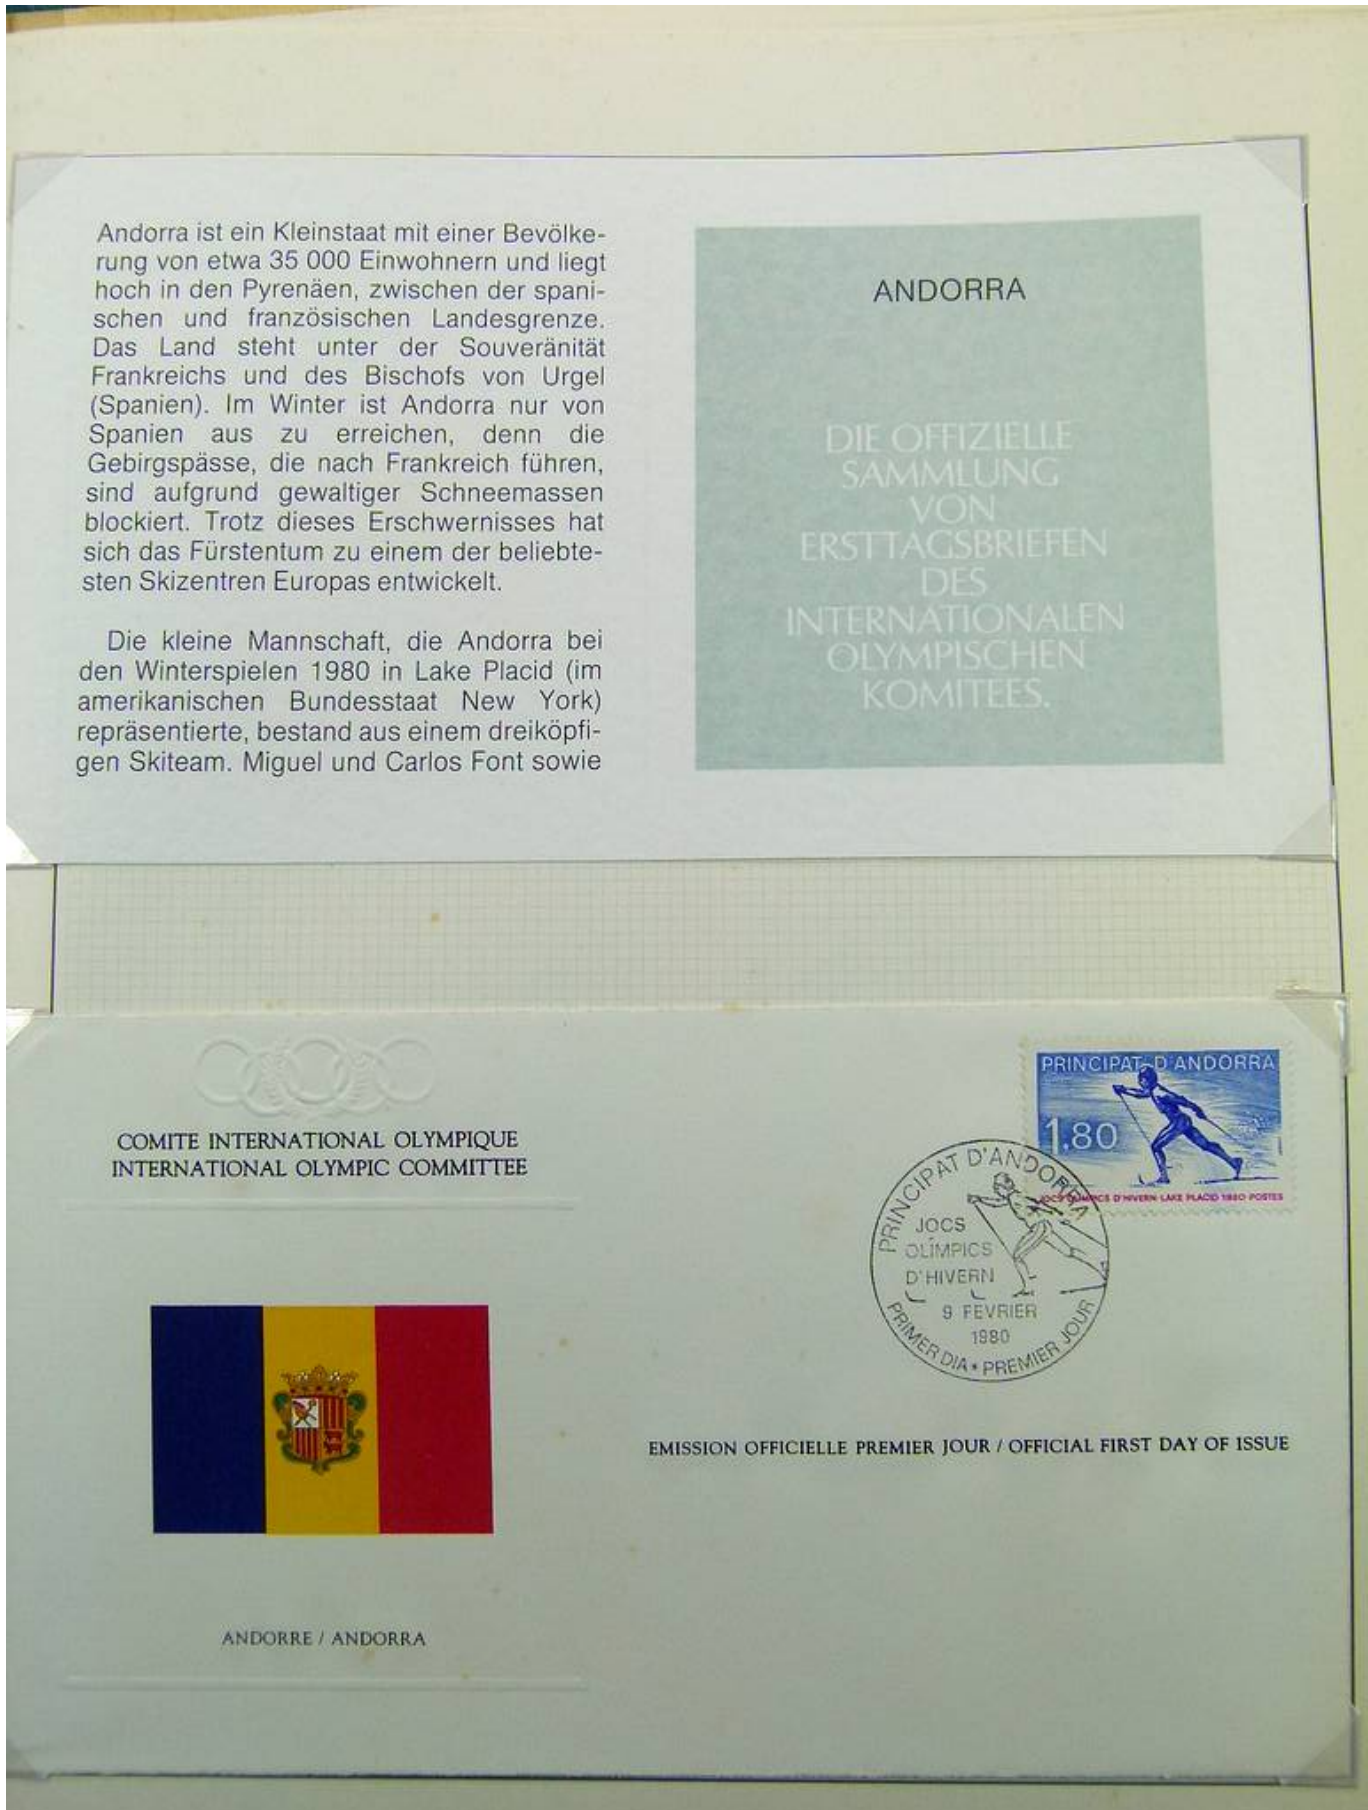 Andorra ist ein Kleinstaat mit einer Bevölke-
rung von etwa 35 000 Einwohnern und liegt
hoch in den Pyrenäen, zwischen der spani-
schen und französischen Landesgrenze.
Das Land steht unter der Souveränität
Frankreichs und des Bischofs von Urgel
(Spanien). Im Winter ist Andorra nur von
Spanien aus zu erreichen, denn die
Gebirgspässe, die nach Frankreich führen,
sind aufgrund gewaltiger Schneemassen
blockiert. Trotz dieses Erschwernisses hat
sich das Fürstentum zu einem der beliebte-
sten Skizentren Europas entwickelt.
Die kleine Mannschaft, die Andorra bei
den Winterspielen 1980 in Lake Placid (im
amerikanischen Bundesstaat New York)
repräsentierte, bestand aus einem dreiköpfi-
gen Skiteam. Miguel und Carlos Font sowie
ANDORRA
DIE OFFIZIELLE
SAMMLUNG
VON
ERSTTAGSBRIEFEN
DES
INTERNATIONALEN
OLYMPISCHEN
KOMITEES.
COMITE INTERNATIONAL OLYMPIQUE
INTERNATIONAL OLYMPIC COMMITTEE
ANDORRE / ANDORRA
PRINCIPAT D'ANDORRA
1,80
JOCS OLIMPICS D'HIVERN LAKE PLACID 1980 POSTES
PRINCIPAT D'ANDORRA
JOCS
OLÍMPICS
D'HIVERN
9 FEVRIER
1980
PRIMER DIA * PREMIER JOUR
EMISSION OFFICIELLE PREMIER JOUR / OFFICIAL FIRST DAY OF ISSUE